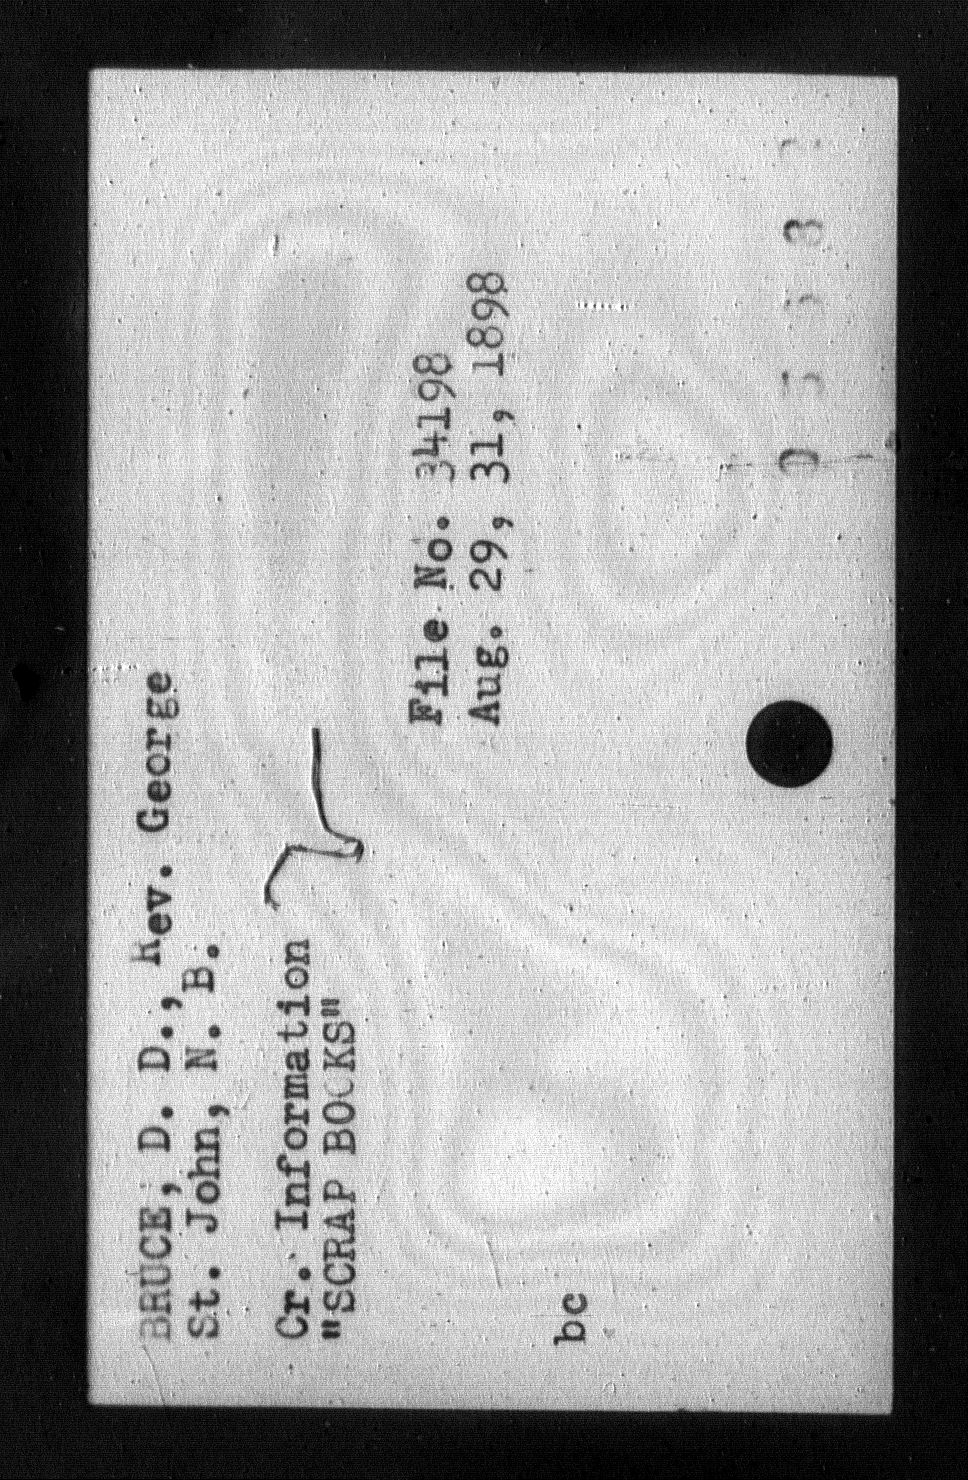 BRUCE, D. D., Rev. George
St. John, N. B.
Cr. Information
"SCRAP BOOKS"
File No. 34198
Aug. 29, 31, 1898
bc